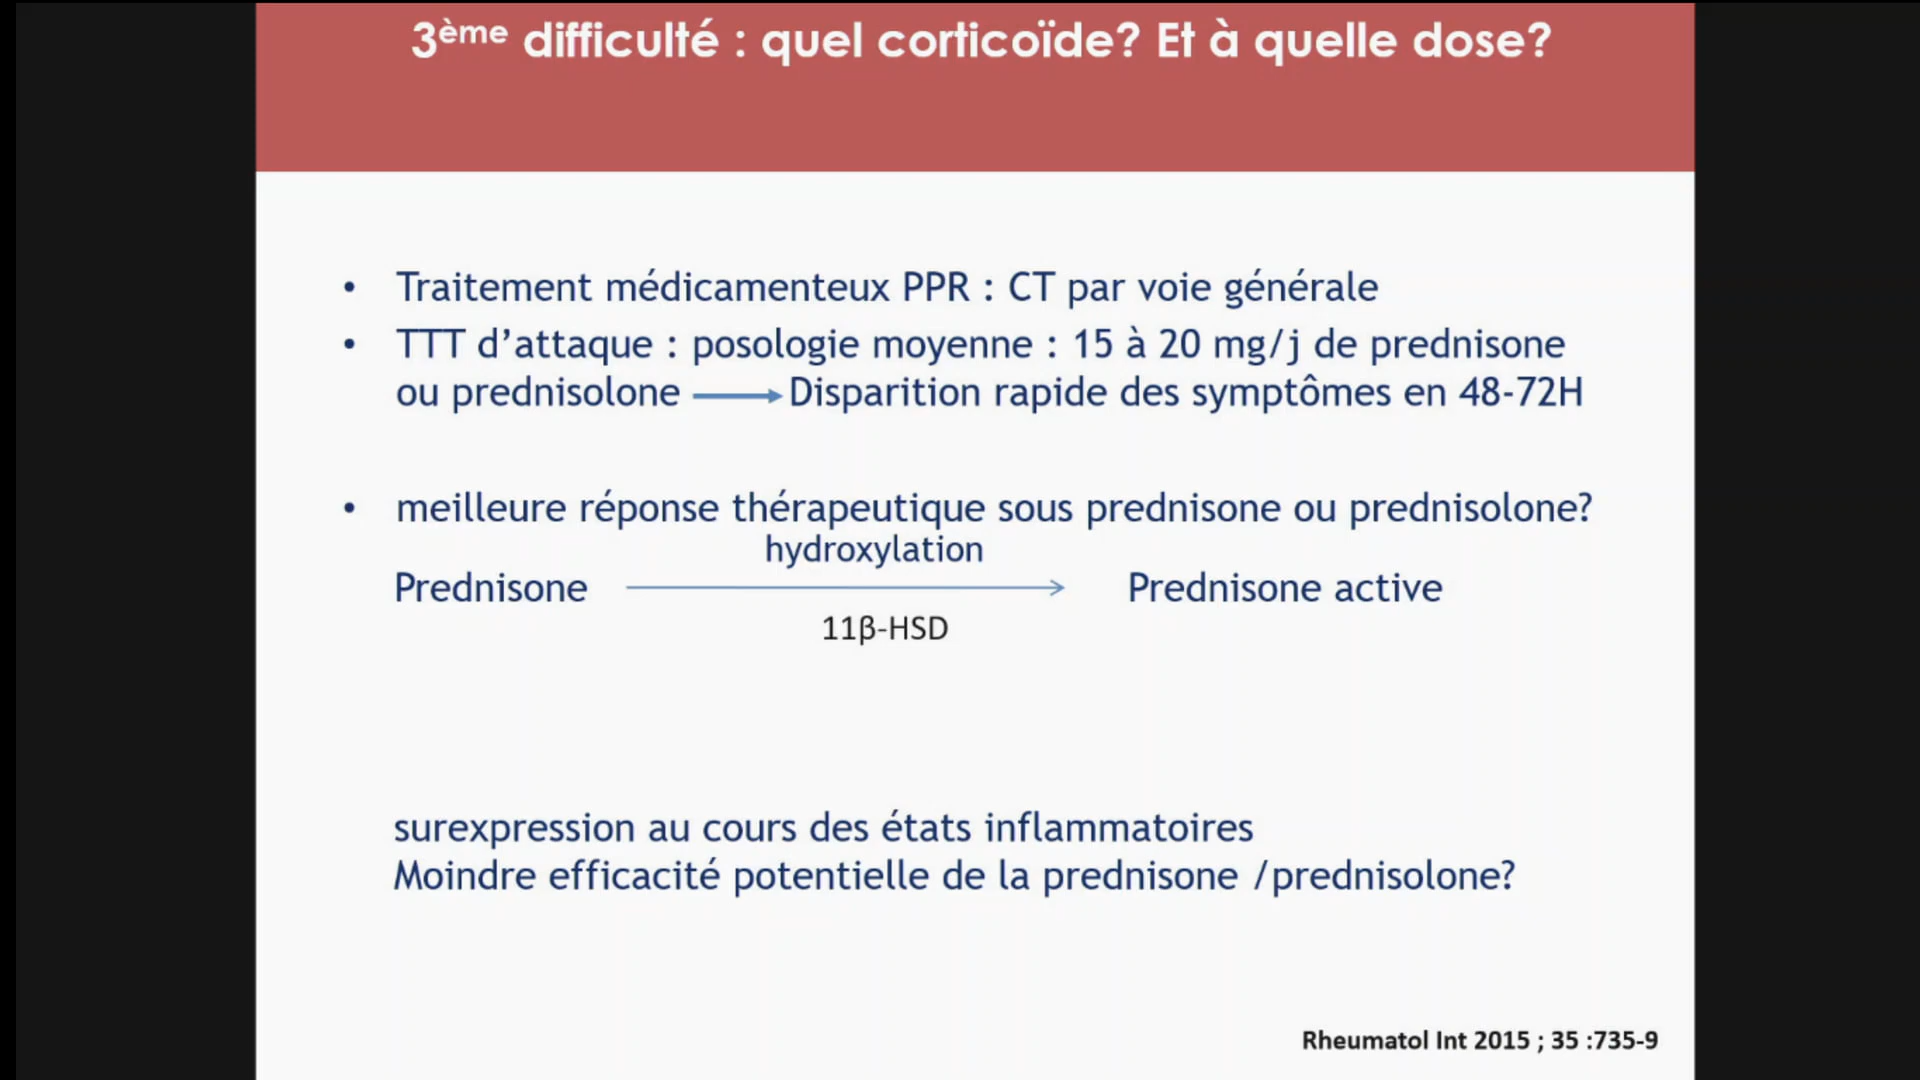 3ème difficulté : quel corticoïde? Et à quelle dose?
• Traitement médicamenteux PPR : CT par voie générale
• TTT d’attaque : posologie moyenne : 15 à 20 mg/j de prednisone
ou prednisolone → Disparition rapide des symptômes en 48-72H
• meilleure réponse thérapeutique sous prednisone ou prednisolone?
hydroxylation
Prednisone → Prednisone active
11β-HSD
surexpression au cours des états inflammatoires
Moindre efficacité potentielle de la prednisone /prednisolone?
Rheumatol Int 2015 ; 35 :735-9